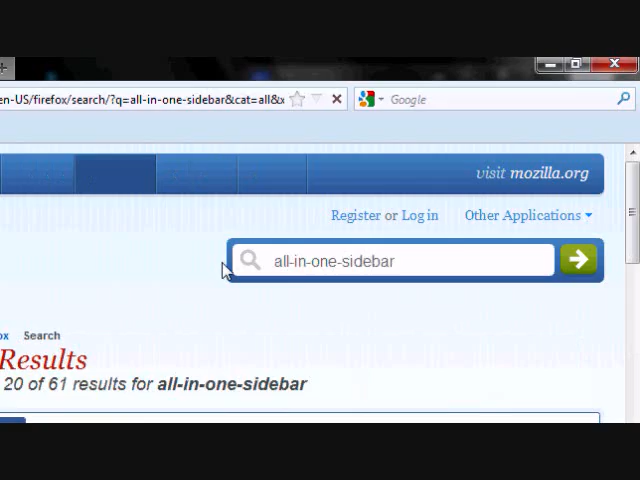 en-US/firefox/search/?q=all-in-one-sidebar&cat=all&
Google
visit mozilla.org
Register or Log in
Other Applications
all-in-one-sidebar
Search
Results
20 of 61 results for all-in-one-sidebar